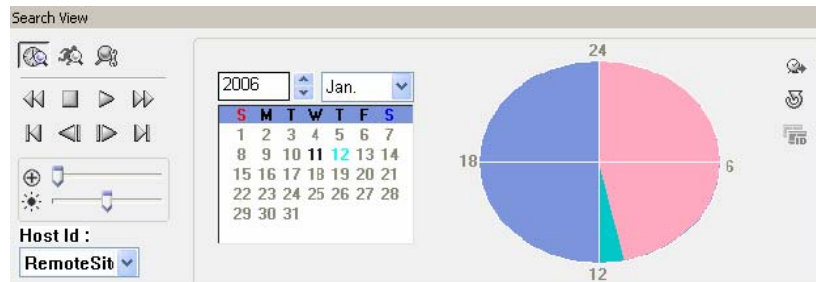 Search View
24
2006 Jan.
S M T W T F S
1 2 3 4 5 6 7
8 9 10 11 12 13 14
15 16 17 18 19 20 21
22 23 24 25 26 27 28
29 30 31
18
6
12
EID
Host Id :
RemoteSit